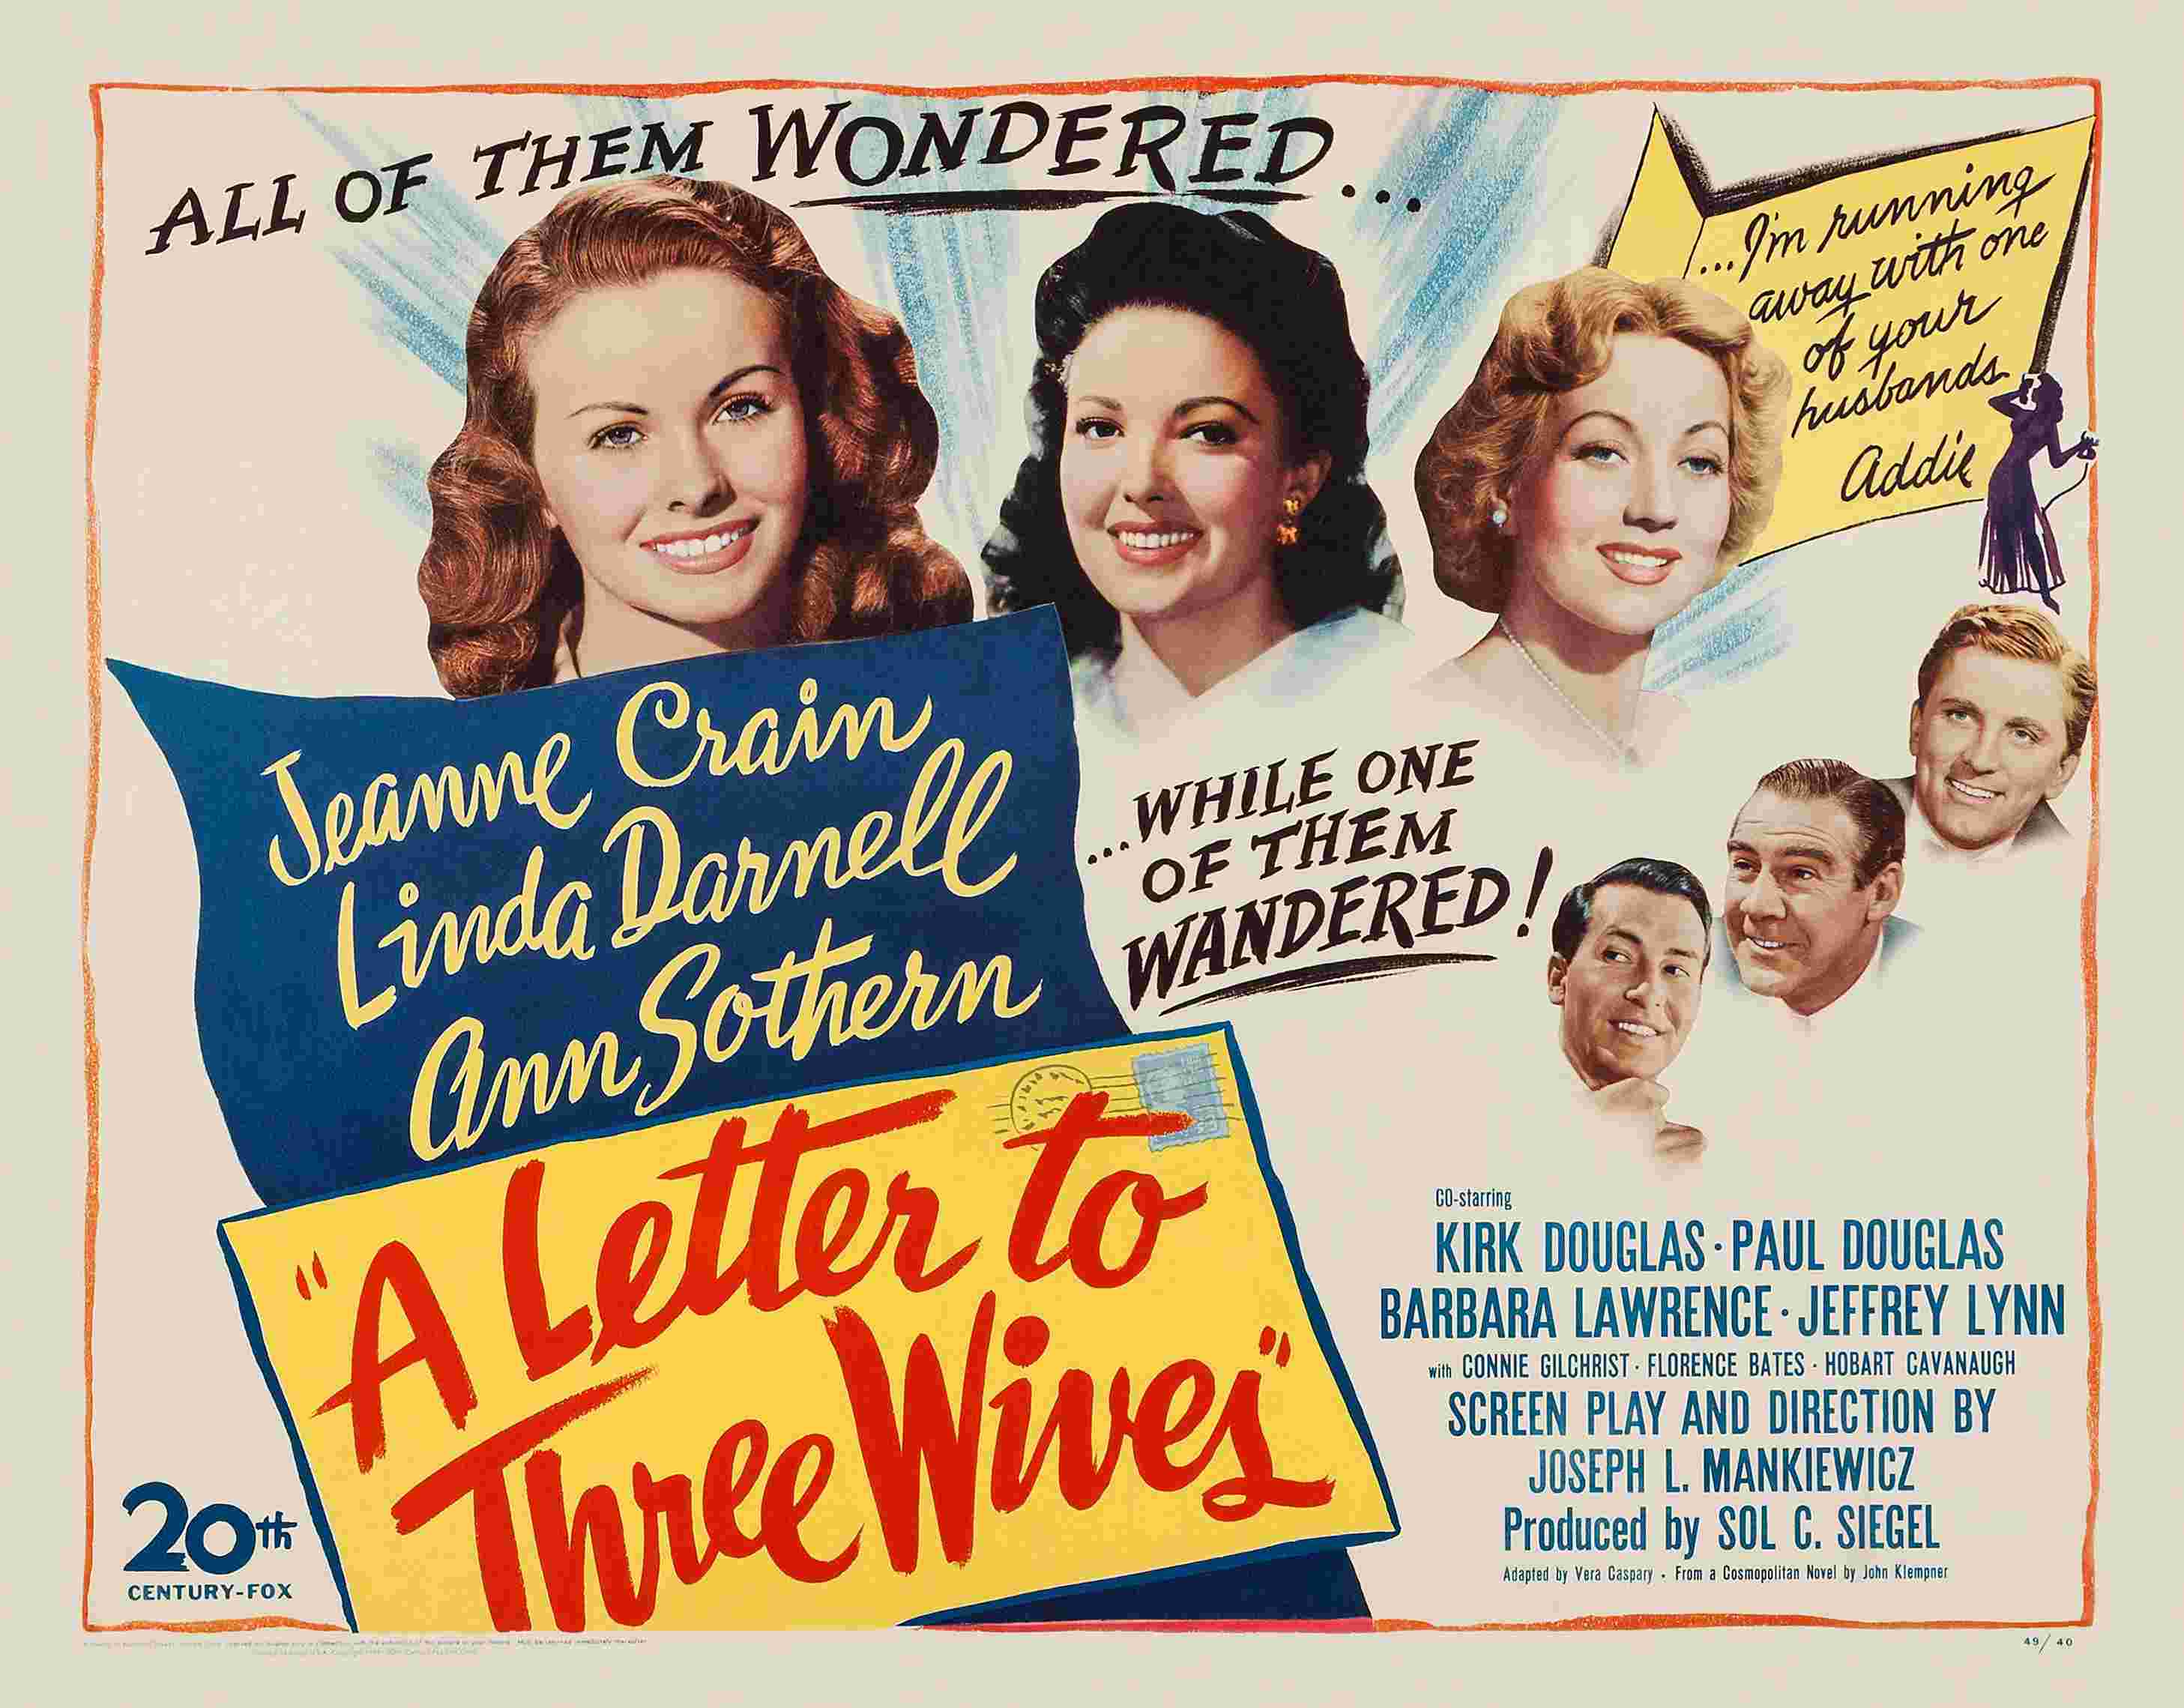 ALL OF THEM WONDERED...
...I'm running
away with one
of your
husbands
Addie
Jeanne Crain
Linda Darnell
Ann Sothern
...WHILE ONE
OF THEM
WANDERED!
"A Letter to
Three Wives"
CO-starring
KIRK DOUGLAS · PAUL DOUGLAS
BARBARA LAWRENCE · JEFFREY LYNN
with CONNIE GILCHRIST · FLORENCE BATES · HOBART CAVANAUGH
SCREEN PLAY AND DIRECTION BY
JOSEPH L. MANKIEWICZ
Produced by SOL C. SIEGEL
Adapted by Vera Caspary · From a Cosmopolitan Novel by John Klempner
20th
CENTURY-FOX
49/40